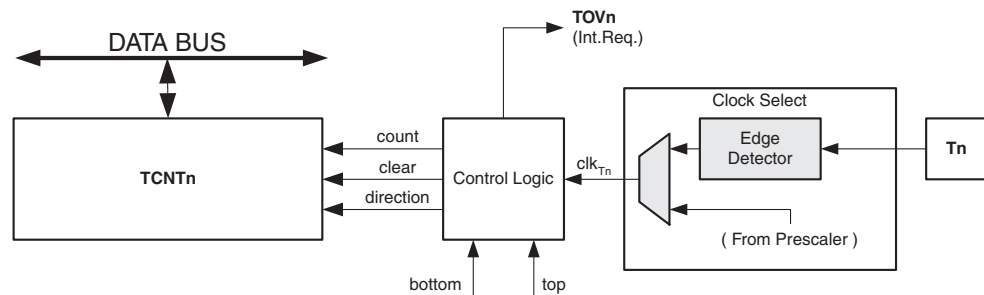 TOVn
(Int.Req.)
DATA BUS
Clock Select
count
Edge
Detector
Tn
TCNTn
clear
Control Logic
clkTn
direction
( From Prescaler )
bottom
top